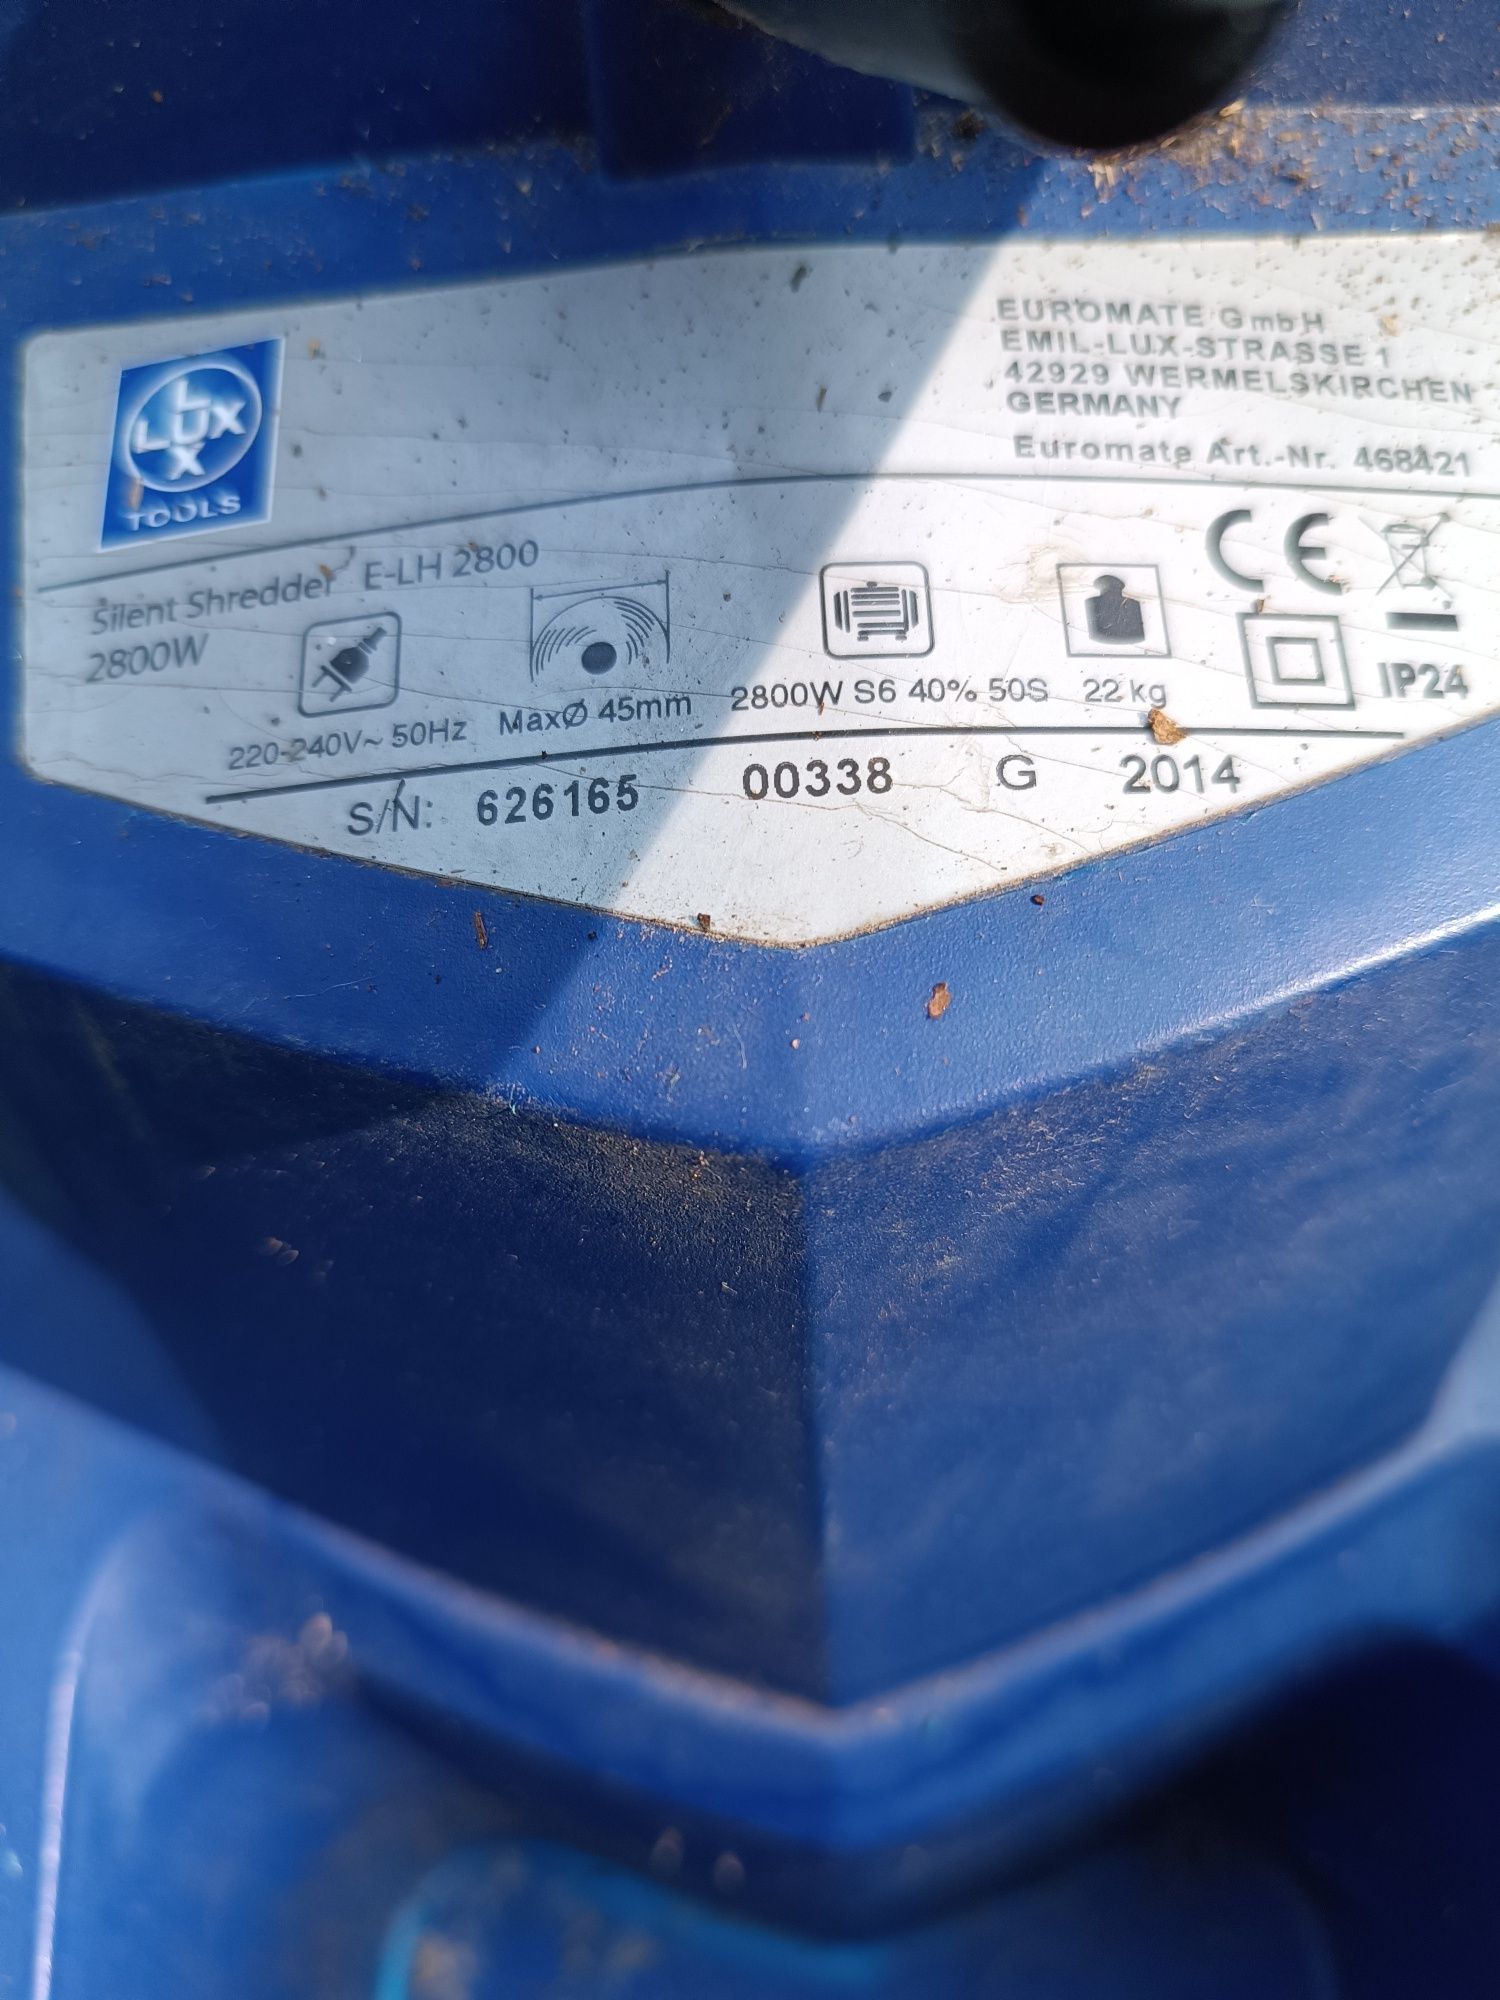 EUROMATE GmbH
EMIL-LUX-STRASSE 1
42929 WERMELSKIRCHEN
GERMANY
Euromate Art.-Nr. 468421
LUX
TOOLS
Silent Shredder E-LH 2800
2800W
220-240V~ 50Hz
MaxØ 45mm
2800W S6 40% 50S
22 kg
CE
IP24
S/N: 626165 00338 G 2014